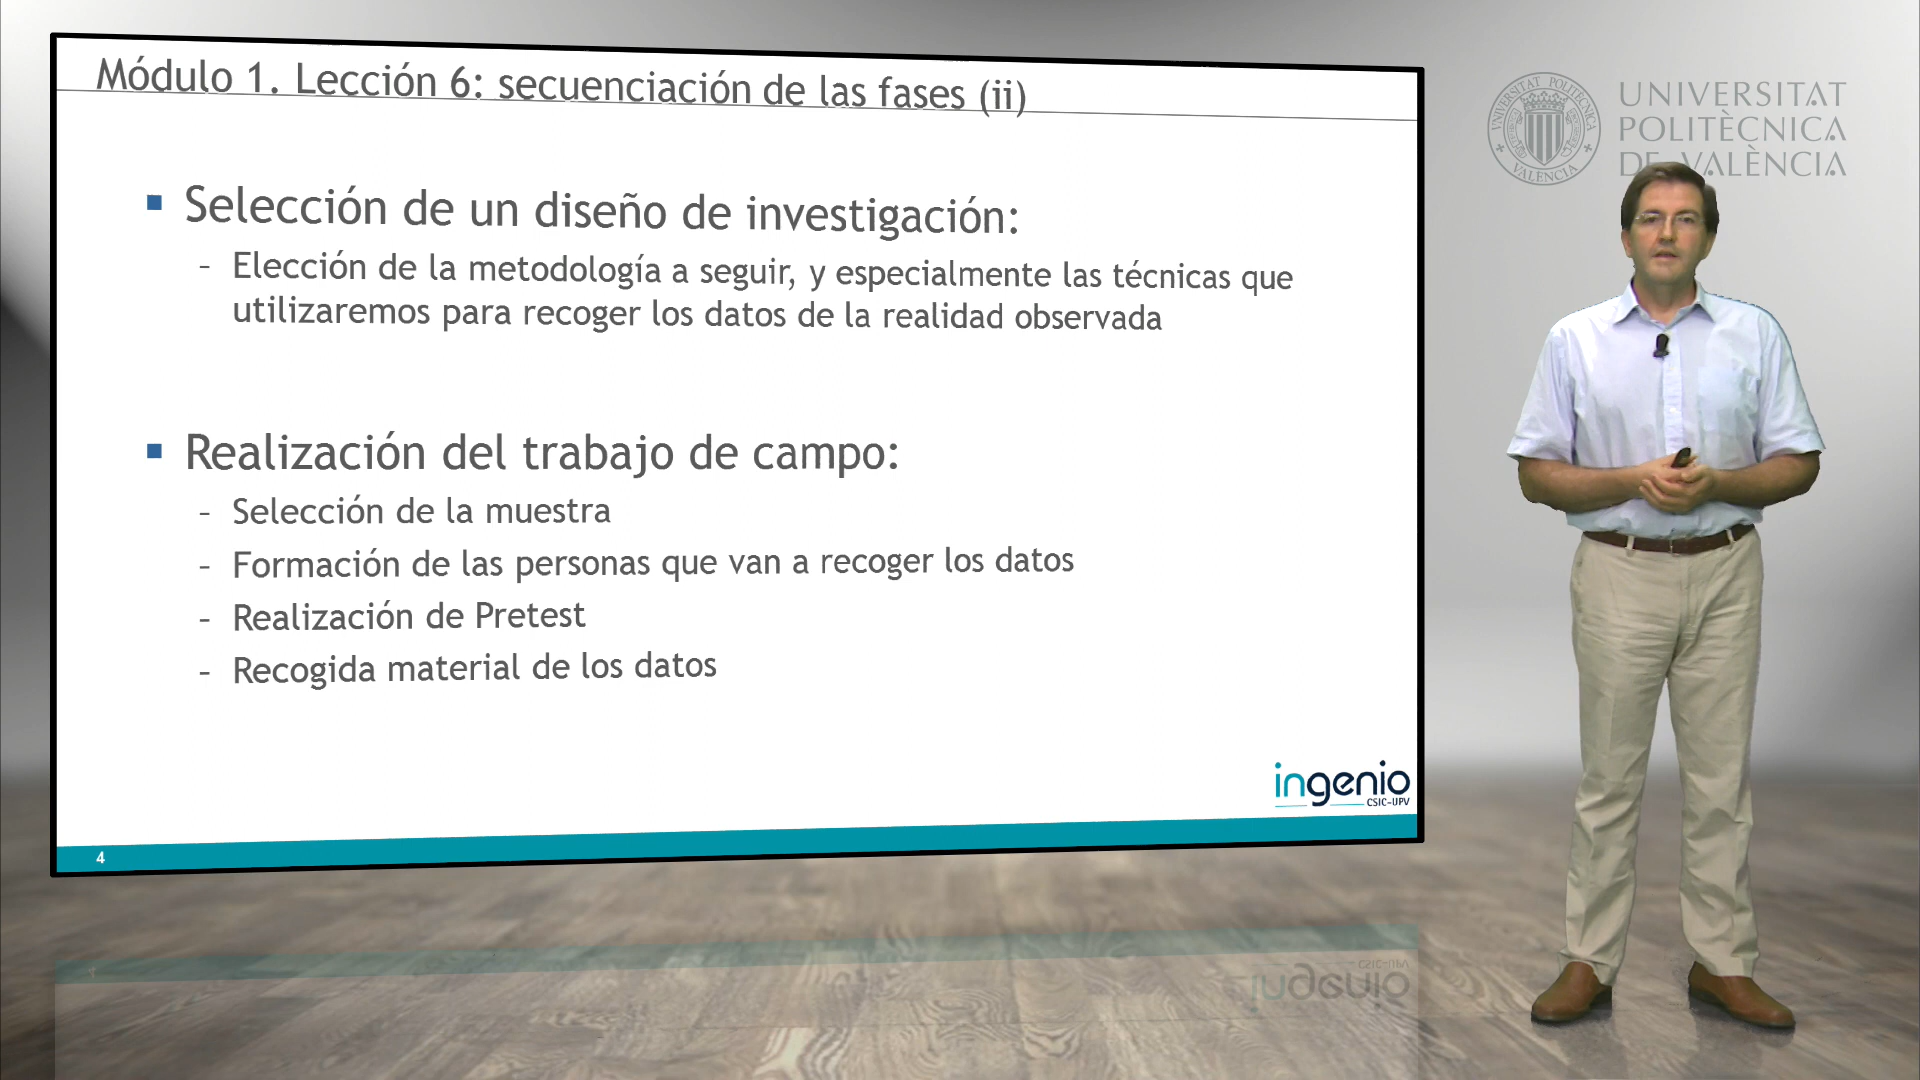 Módulo 1. Lección 6: secuenciación de las fases (ii)
Selección de un diseño de investigación:
– Elección de la metodología a seguir, y especialmente las técnicas que
utilizaremos para recoger los datos de la realidad observada
Realización del trabajo de campo:
– Selección de la muestra
– Formación de las personas que van a recoger los datos
– Realización de Pretest
– Recogida material de los datos
ingenio
CSIC-UPV
4
UNIVERSITAT
POLITÈCNICA
DE VALÈNCIA